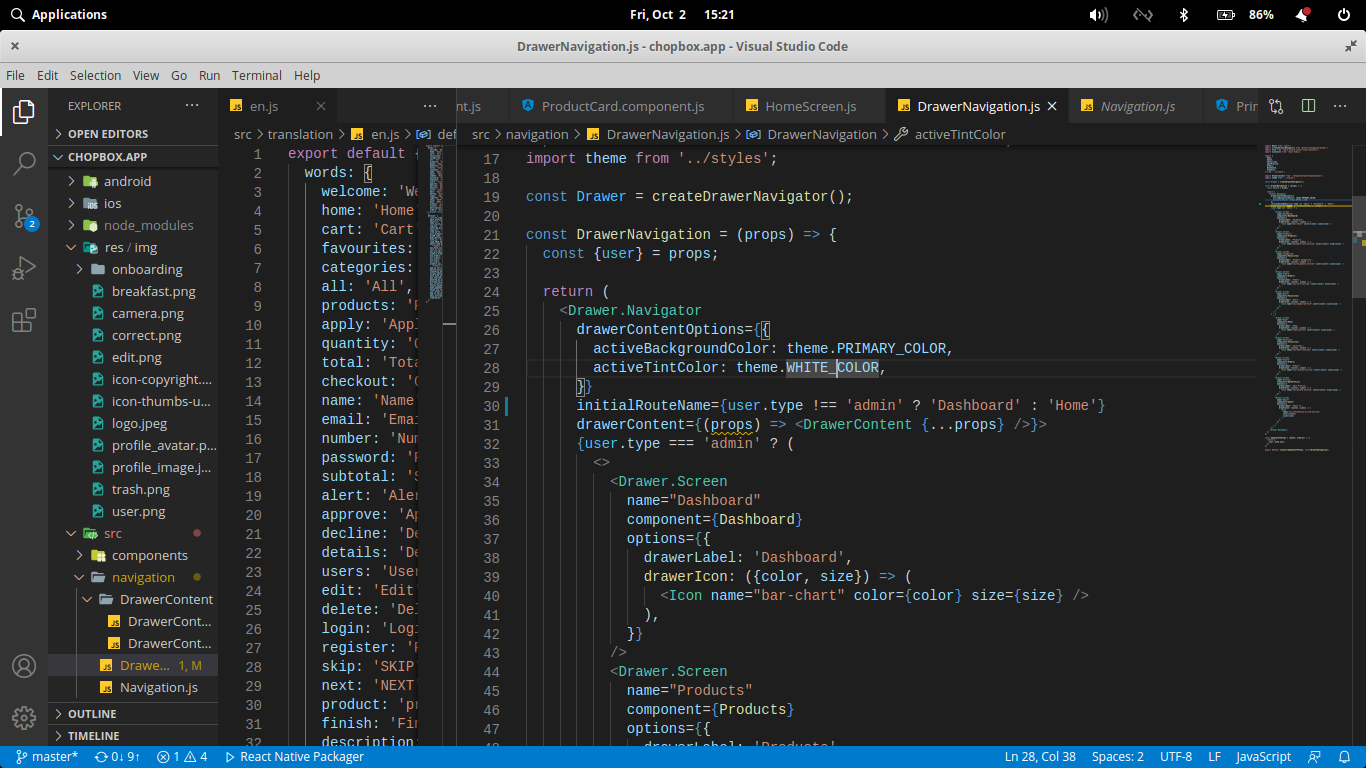 Applications
Fri, Oct 2 15:21
86%
DrawerNavigation.js - chopbox.app - Visual Studio Code
File Edit Selection View Go Run Terminal Help
EXPLORER
OPEN EDITORS
CHOPBOX.APP
android
ios
node_modules
res / img
onboarding
breakfast.png
camera.png
correct.png
edit.png
icon-copyright....
icon-thumbs-u...
logo.jpeg
profile_avatar.p...
profile_image.j...
trash.png
user.png
src
components
navigation
DrawerContent
DrawerCont...
DrawerCont...
Drawe... 1, M
Navigation.js
OUTLINE
TIMELINE
2
en.js
src > translation > en.js > def
1 export default {
2 words: {
3 welcome: 'We
4 home: 'Home
5 cart: 'Cart
6 favourites:
7 categories:
8 all: 'All',
9 products: 'P
10 apply: 'Appl
11 quantity: 'Q
12 total: 'Tota
13 checkout: 'C
14 name: 'Name'
15 email: 'Emai
16 number: 'Num
17 password: 'P
18 subtotal: 'S
19 alert: 'Aler
20 approve: 'Ap
21 decline: 'De
22 details: 'De
23 users: 'User
24 edit: 'Edit'
25 delete: 'Del
26 login: 'Logi
27 register: 'R
28 skip: 'SKIP'
29 next: 'NEXT'
30 product: 'pr
31 finish: 'Fin
32 description
nt.js ProductCard.component.js HomeScreen.js DrawerNavigation.js Navigation.js Prin
src > navigation > DrawerNavigation.js > DrawerNavigation > activeTintColor
17 import theme from '../styles';
18
19 const Drawer = createDrawerNavigator();
20
21 const DrawerNavigation = (props) => {
22 const {user} = props;
23
24 return (
25 <Drawer.Navigator
26 drawerContentOptions={{
27 activeBackgroundColor: theme.PRIMARY_COLOR,
28 activeTintColor: theme.WHITE_COLOR,
29 }}
30 initialRouteName={user.type !== 'admin' ? 'Dashboard' : 'Home'}
31 drawerContent={(props) => <DrawerContent {...props} />}>
32 {user.type === 'admin' ? (
33 <>
34 <Drawer.Screen
35 name="Dashboard"
36 component={Dashboard}
37 options={{
38 drawerLabel: 'Dashboard',
39 drawerIcon: ({color, size}) => (
40 <Icon name="bar-chart" color={color} size={size} />
41 ),
42 }}
43 />
44 <Drawer.Screen
45 name="Products"
46 component={Products}
47 options={{
48 drawerLabel: 'Products'
master* 0↓ 9↑ 1 4 React Native Packager
Ln 28, Col 38 Spaces: 2 UTF-8 LF JavaScript